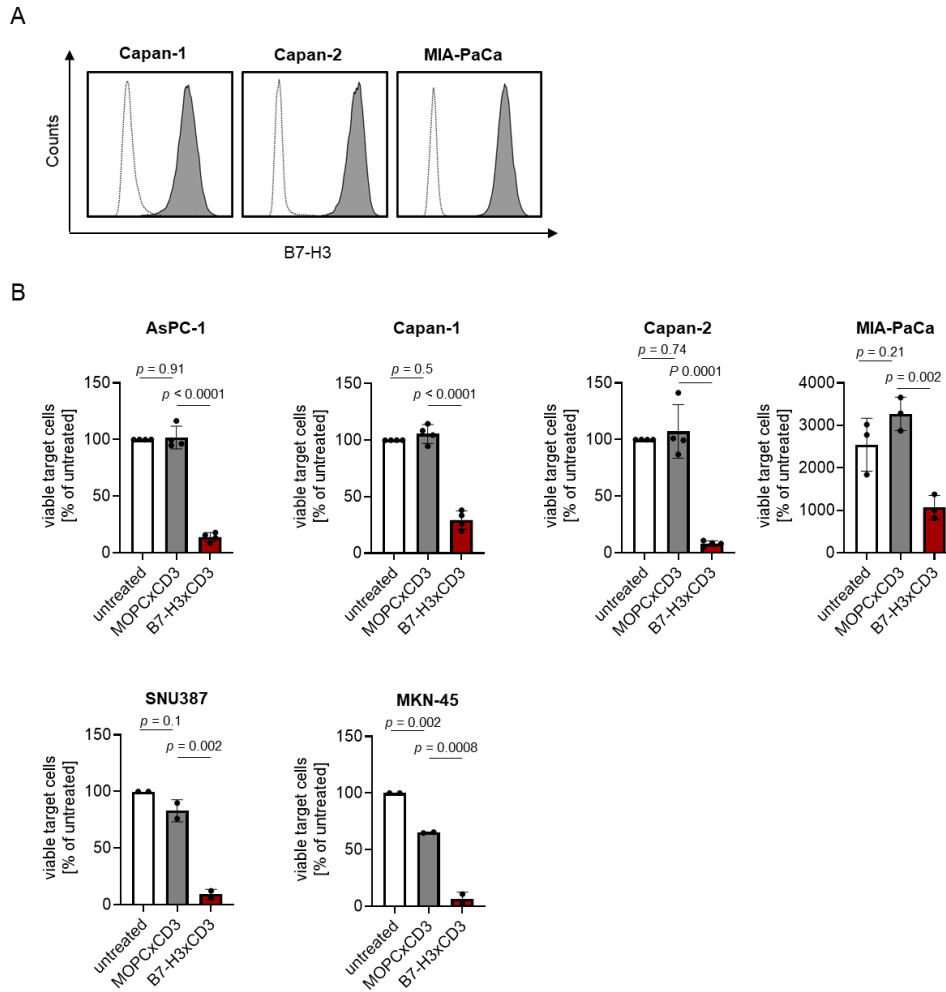 A
Capan-1
Capan-2
MIA-PaCa
Counts
B7-H3
B
AsPC-1
p = 0.91
p < 0.0001
150
100
50
0
viable target cells
[% of untreated]
untreated
MOPCxCD3
B7-H3xCD3
Capan-1
p = 0.5
p < 0.0001
150
100
50
0
viable target cells
[% of untreated]
untreated
MOPCxCD3
B7-H3xCD3
Capan-2
p = 0.74
P 0.0001
150
100
50
0
viable target cells
[% of untreated]
untreated
MOPCxCD3
B7-H3xCD3
MIA-PaCa
p = 0.21
p = 0.002
4000
3000
2000
1000
0
viable target cells
[% of untreated]
untreated
MOPCxCD3
B7-H3xCD3
SNU387
p = 0.1
p = 0.002
150
100
50
0
viable target cells
[% of untreated]
untreated
MOPCxCD3
B7-H3xCD3
MKN-45
p = 0.002
p = 0.0008
150
100
50
0
viable target cells
[% of untreated]
untreated
MOPCxCD3
B7-H3xCD3